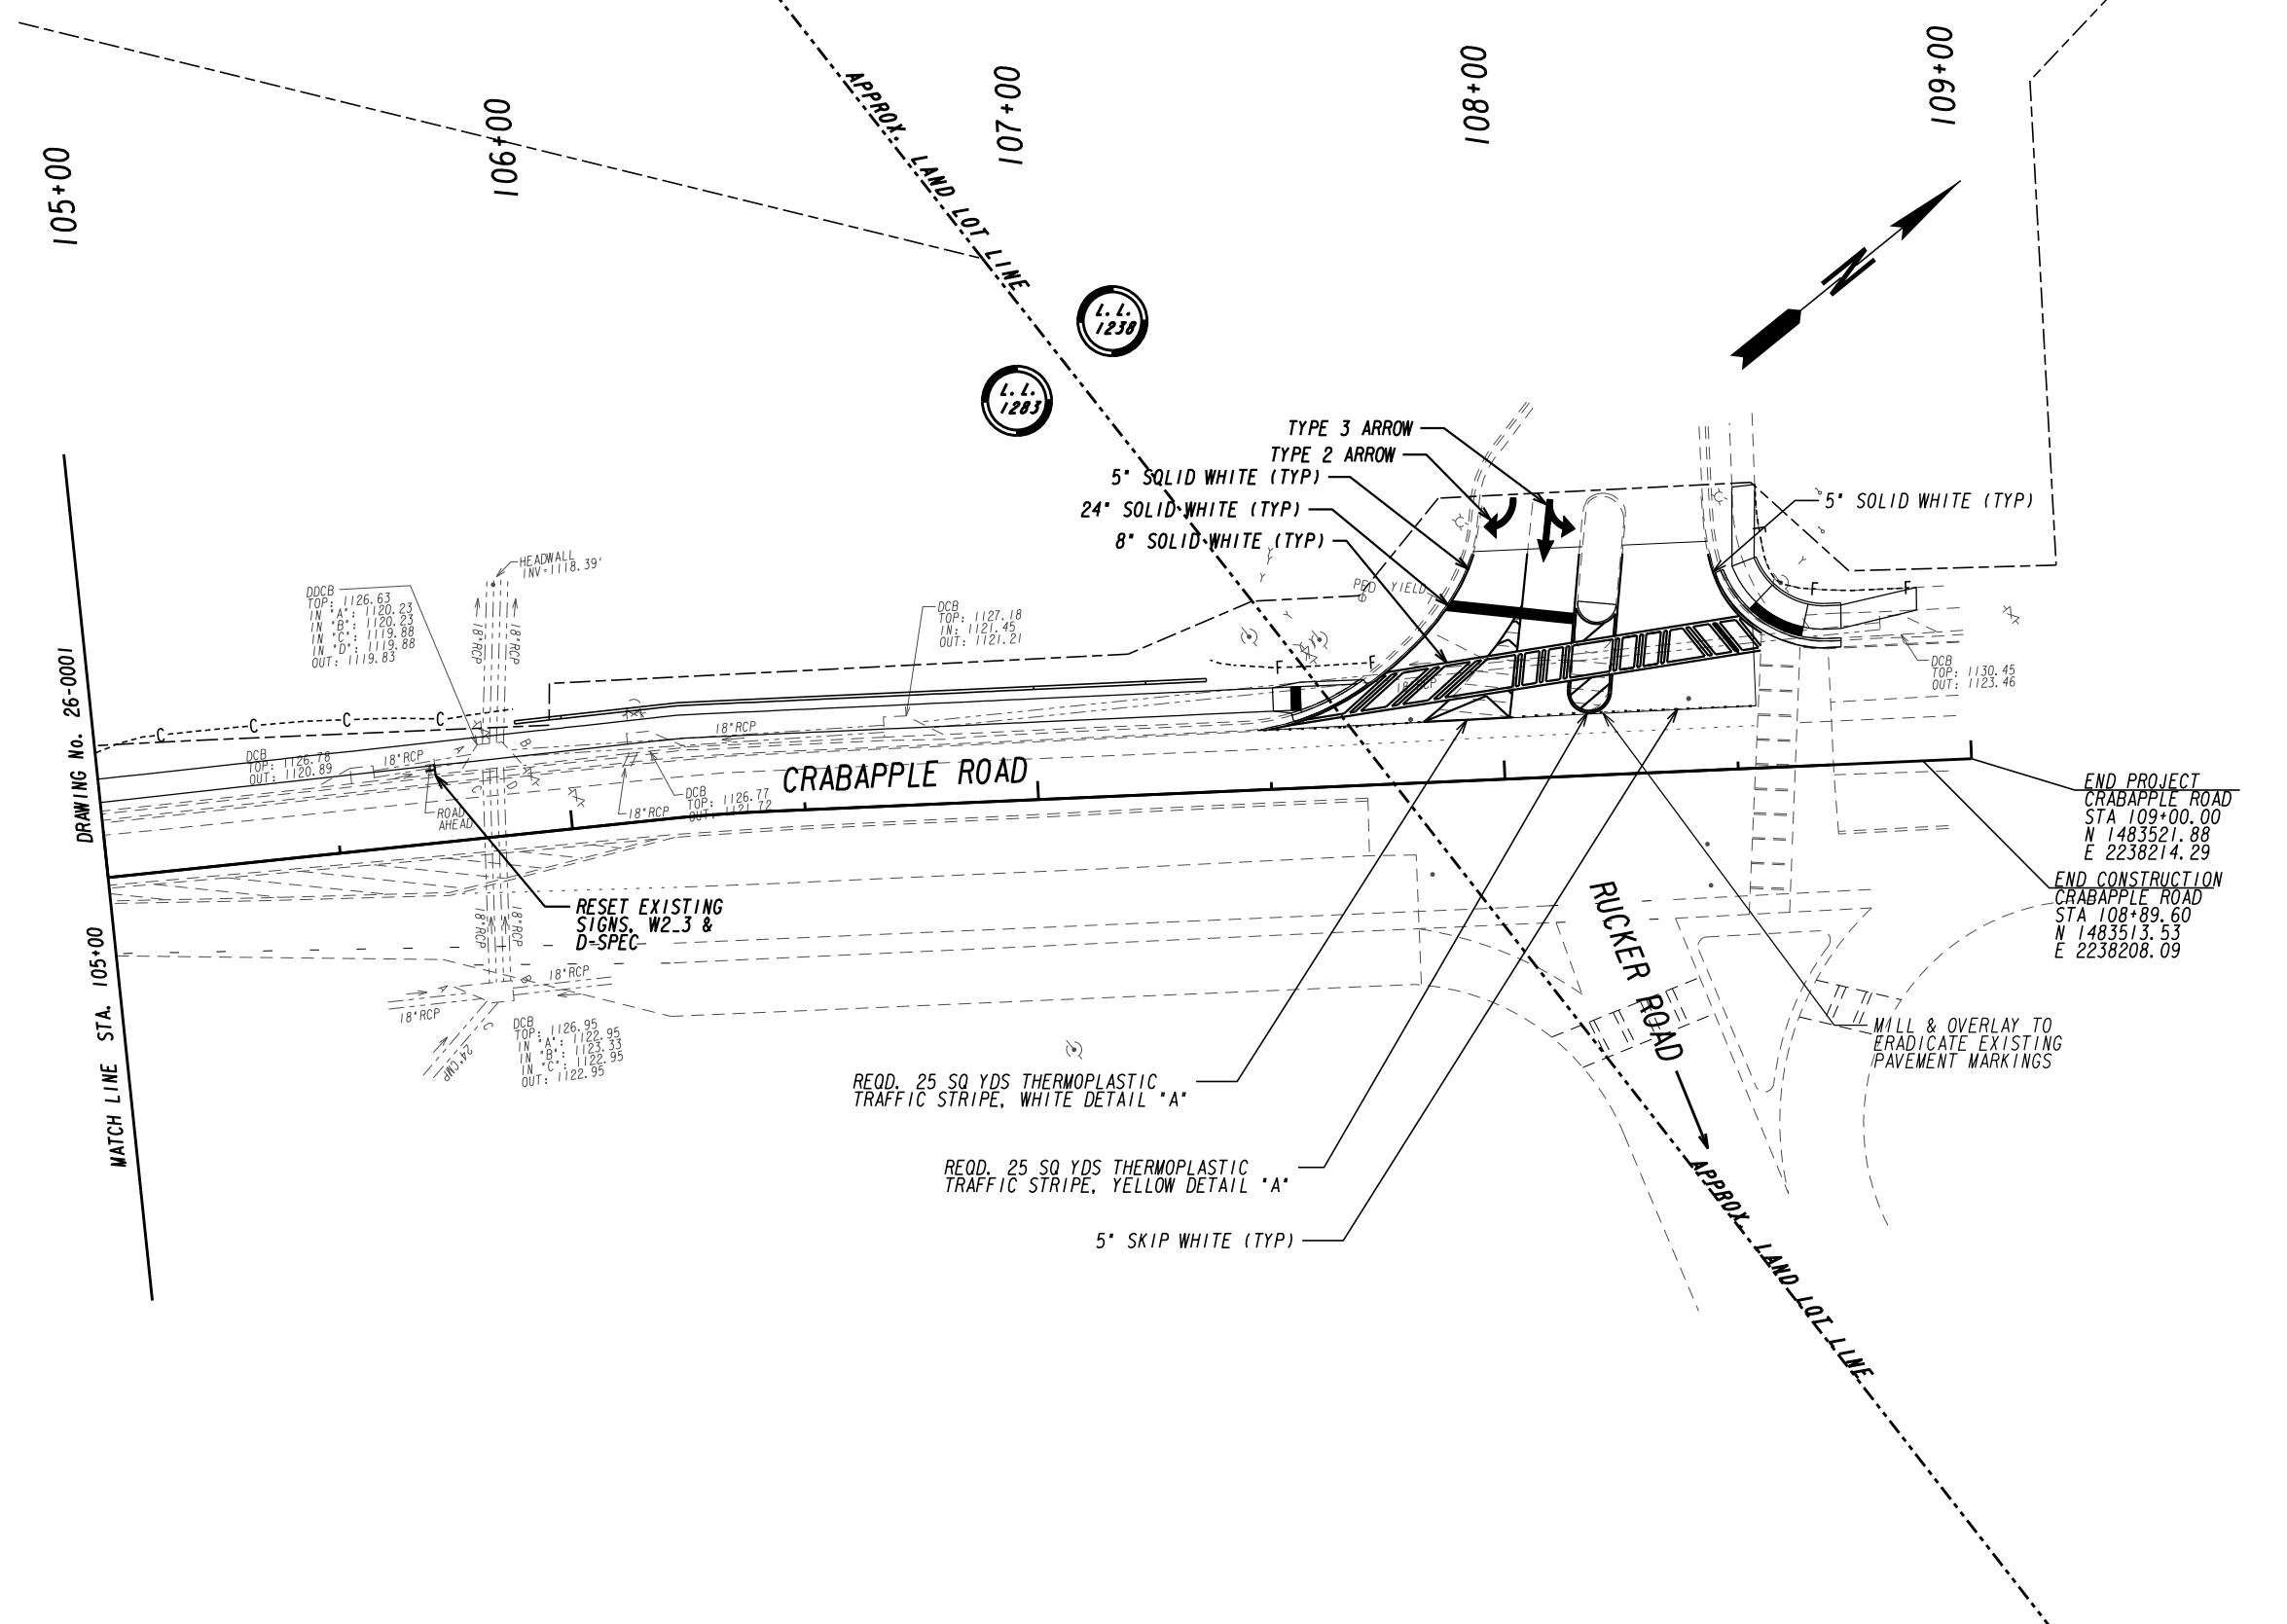 105+00
106+00
107+00
108+00
109+00
APPROX. LAND LOT LINE
L.L.
1238
L.L.
1283
N
TYPE 3 ARROW
TYPE 2 ARROW
5" SOLID WHITE (TYP)
24" SOLID WHITE (TYP)
8" SOLID WHITE (TYP)
5" SOLID WHITE (TYP)
PED YIELD
HEADWALL
INV=1118.39'
DDCB
TOP: 1126.63
IN "A": 1120.23
IN "B": 1120.23
IN "C": 1119.88
IN "D": 1119.88
OUT: 1119.83
18"RCP
18"RCP
DCB
TOP: 1127.18
IN: 1121.45
OUT: 1121.21
F
F
F
F
DCB
TOP: 1130.45
OUT: 1123.46
C
C
C
C
DCB
TOP: 1126.78
OUT: 1120.89
18"RCP
A
B
C
D
18"RCP
18"RCP
CRABAPPLE ROAD
DCB
TOP: 1126.77
OUT: 1121.72
18"RCP
ROAD
AHEAD
DRAWING No. 26-0001
MATCH LINE STA. 105+00
RESET EXISTING
SIGNS, W2-3 &
D-SPEC
18"RCP
18"RCP
18"RCP
A
B
C
18"RCP
24"CMP
DCB
TOP: 1126.95
IN "A": 1122.95
IN "B": 1123.33
IN "C": 1122.95
OUT: 1122.95
END PROJECT
CRABAPPLE ROAD
STA 109+00.00
N 1483521.88
E 2238214.29
END CONSTRUCTION
CRABAPPLE ROAD
STA 108+89.60
N 1483513.53
E 2238208.09
RUCKER ROAD
MILL & OVERLAY TO
ERADICATE EXISTING
PAVEMENT MARKINGS
REQD. 25 SQ YDS THERMOPLASTIC
TRAFFIC STRIPE, WHITE DETAIL "A"
REQD. 25 SQ YDS THERMOPLASTIC
TRAFFIC STRIPE, YELLOW DETAIL "A"
5" SKIP WHITE (TYP)
APPROX. LAND LOT LINE